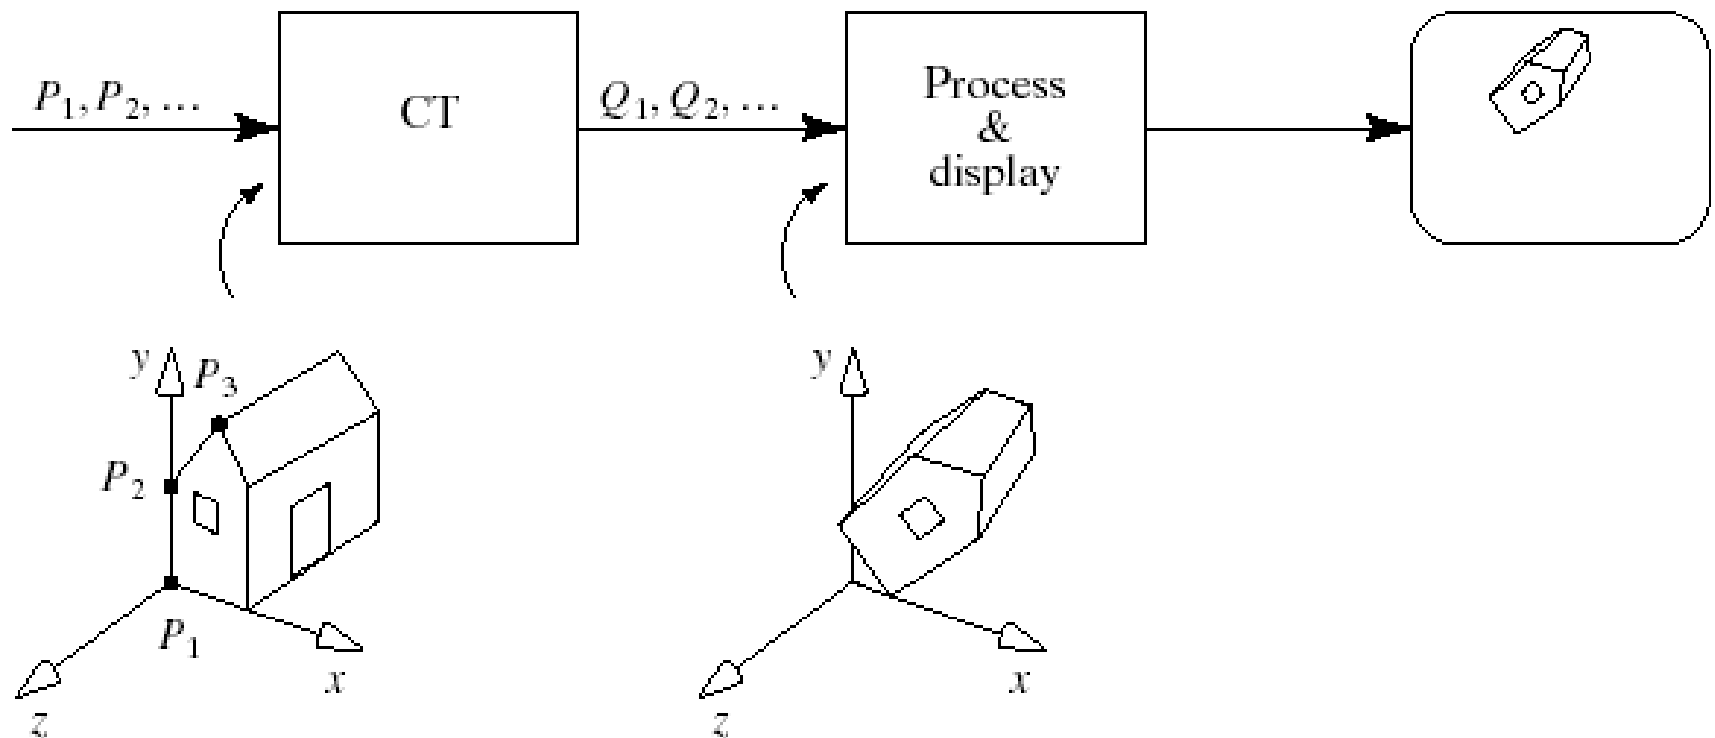 P1, P2, ...
CT
Q1, Q2, ...
Process
&
display
y
P3
P2
P1
x
z
y
x
z